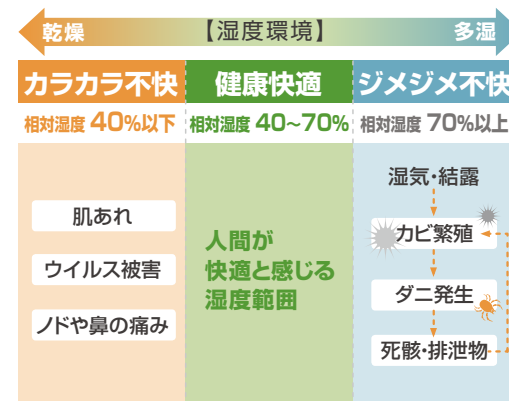 乾燥 【湿度環境】 多湿
カラカラ不快 健康快適 ジメジメ不快
相対湿度 40%以下 相対湿度 40～70% 相対湿度 70%以上
肌あれ
ウイルス被害
ノドや鼻の痛み
人間が
快適と感じる
湿度範囲
湿気・結露
カビ繁殖
ダニ発生
死骸・排泄物